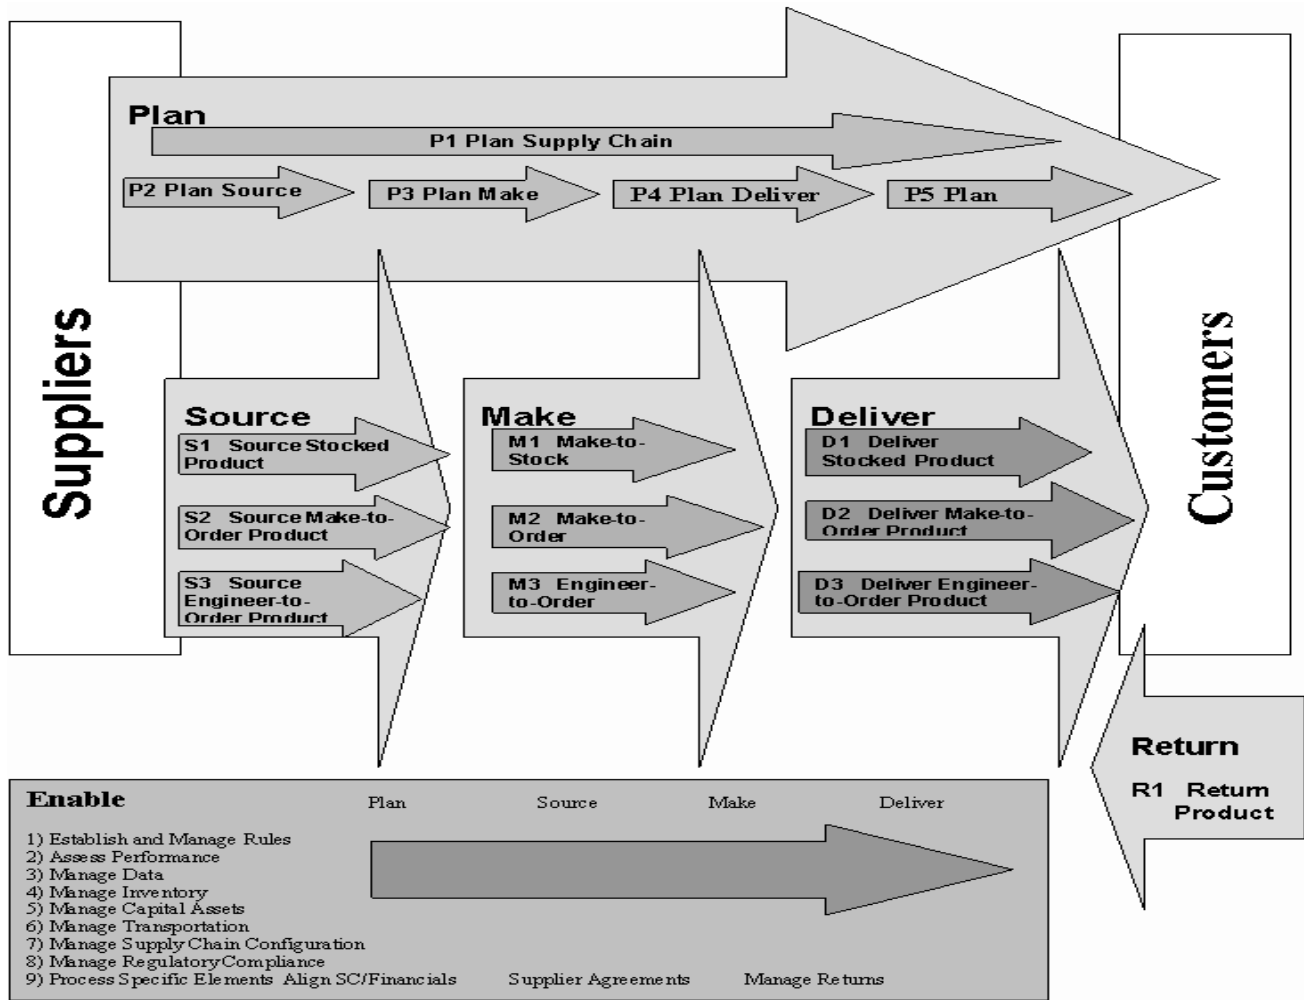 Suppliers
Plan
P1 Plan Supply Chain
P2 Plan Source
P3 Plan Make
P4 Plan Deliver
P5 Plan
Customers
Source
S1 Source Stocked
Product
S2 Source Make-to-
Order Product
S3 Source
Engineer-to-
Order Product
Make
M1 Make-to-
Stock
M2 Make-to-
Order
M3 Engineer-
to-Order
Deliver
D1 Deliver
Stocked Product
D2 Deliver Make-to-
Order Product
D3 Deliver Engineer-
to-Order Product
Return
R1 Return
Product
Enable
Plan Source Make Deliver
1) Establish and Manage Rules
2) Assess Performance
3) Manage Data
4) Manage Inventory
5) Manage Capital Assets
6) Manage Transportation
7) Manage Supply Chain Configuration
8) Manage Regulatory Compliance
9) Process Specific Elements Align SC/Financials Supplier Agreements Manage Returns